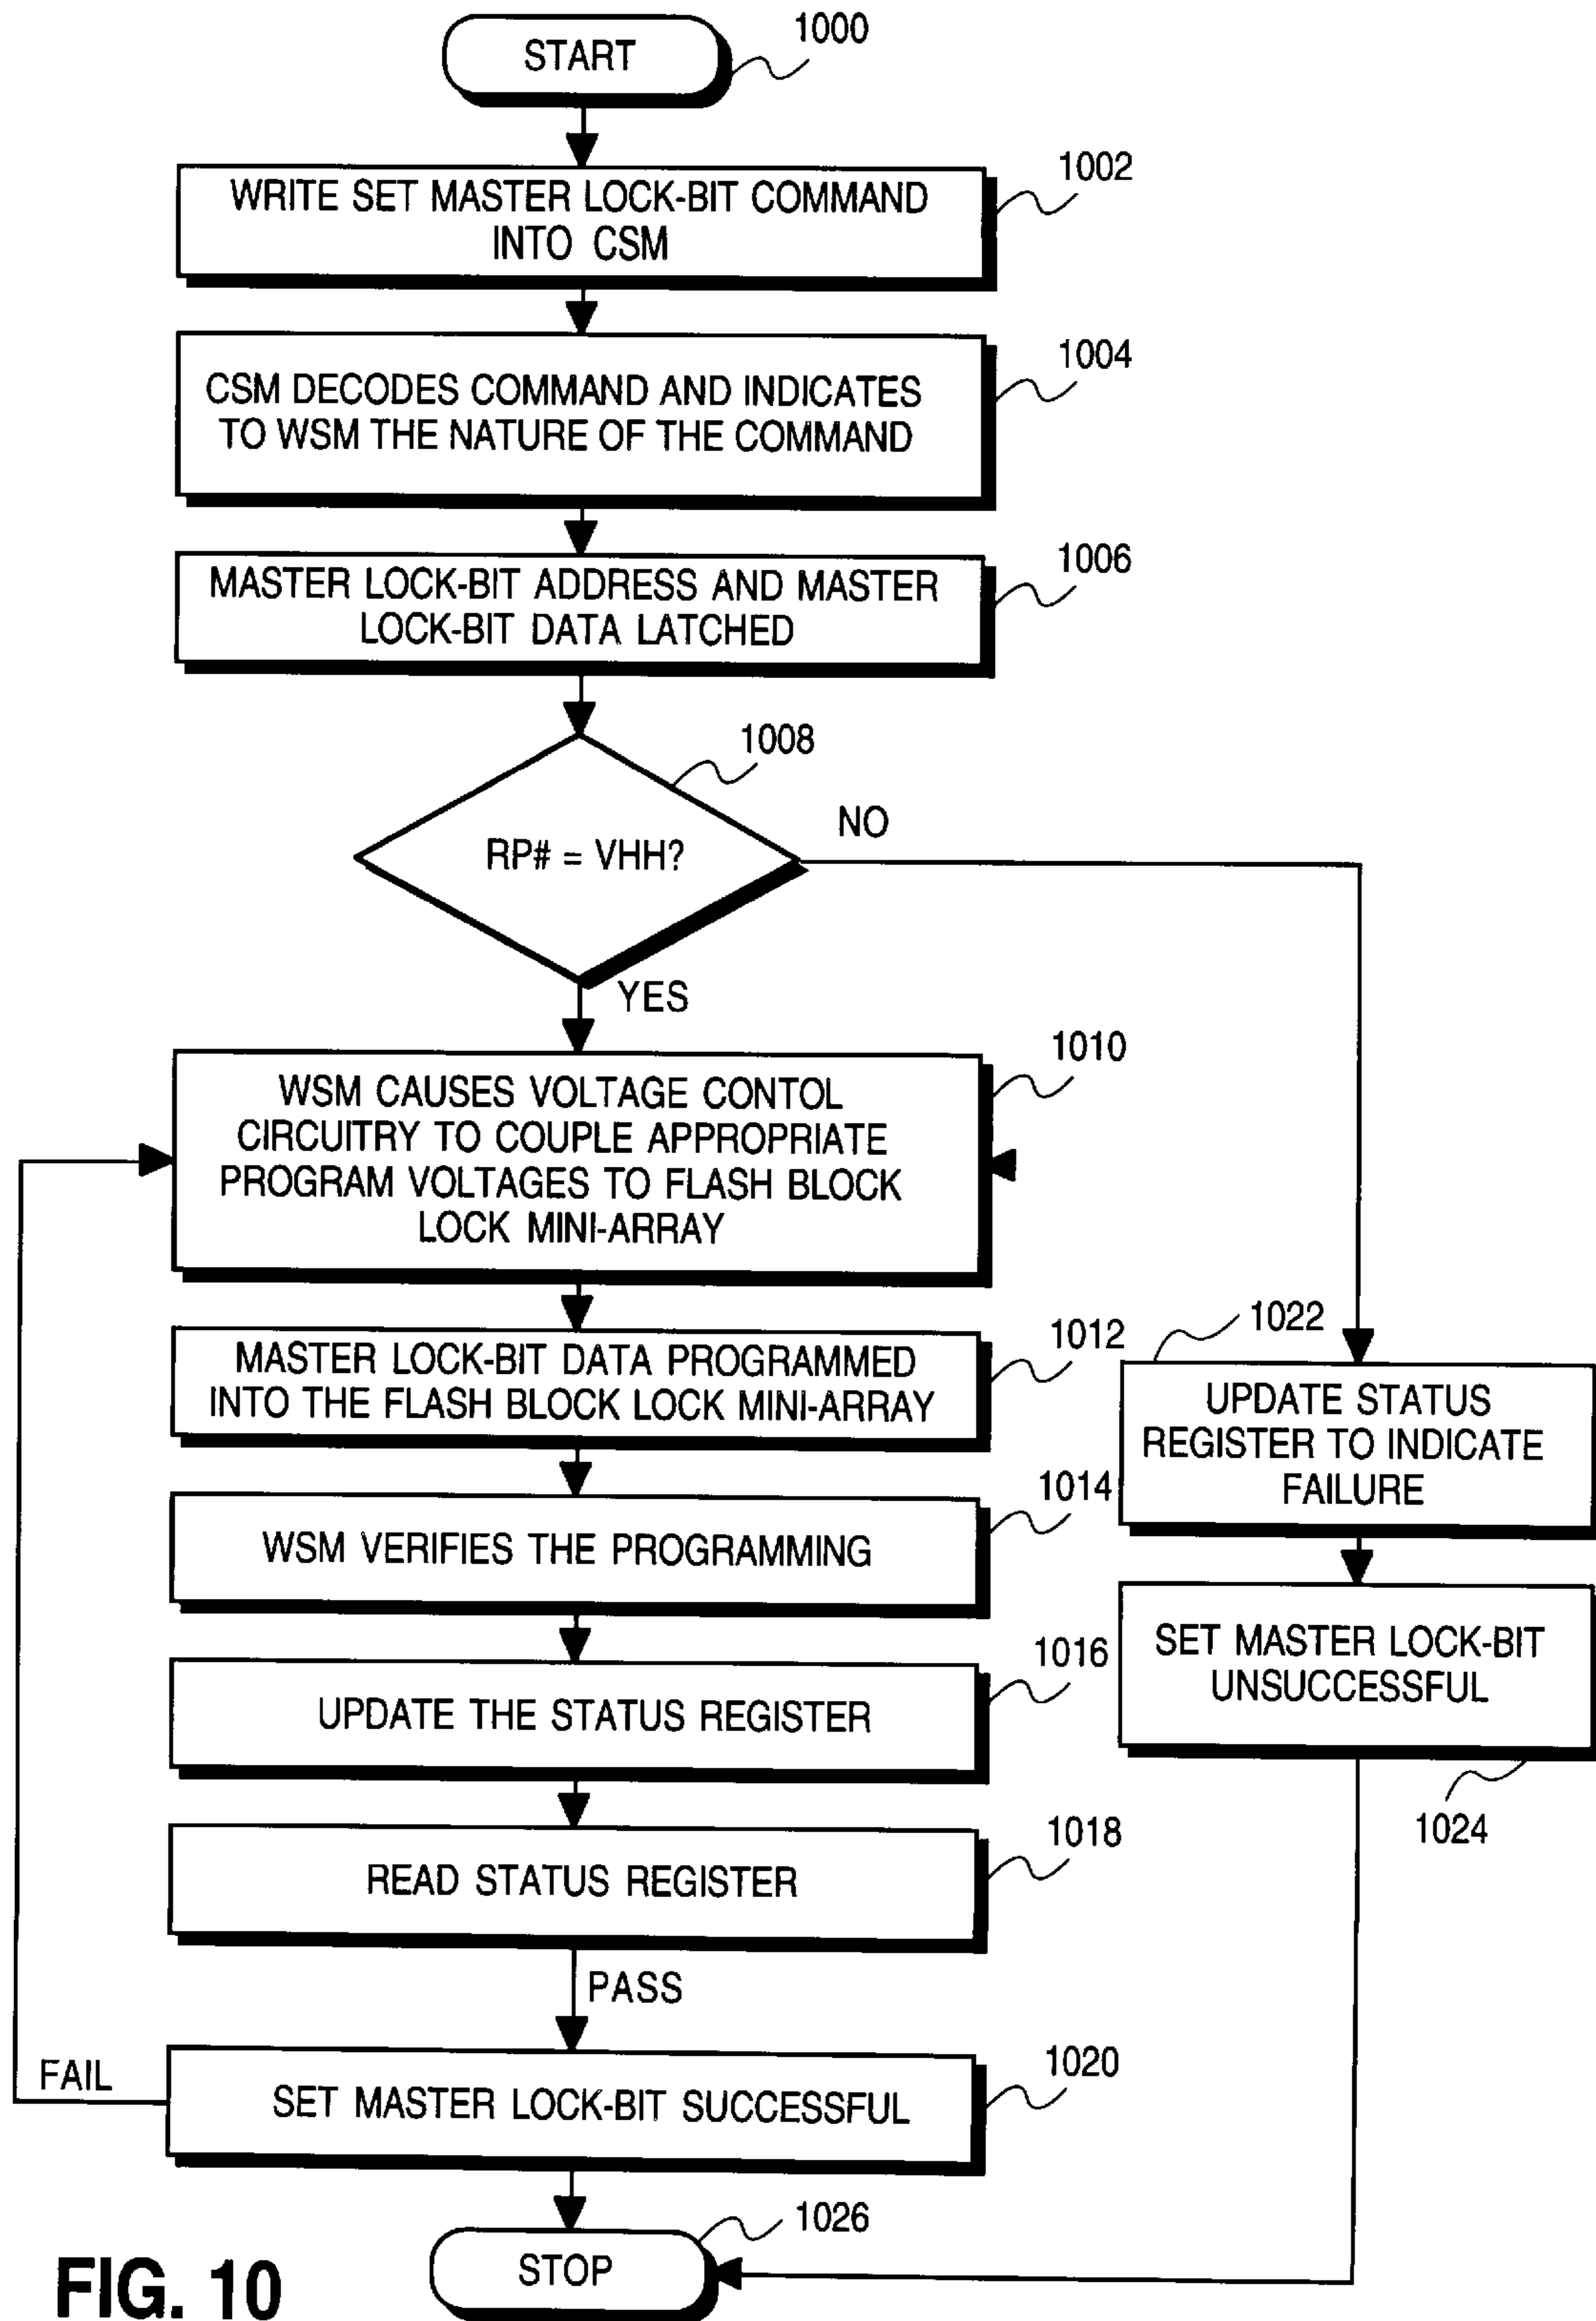 START
1000
WRITE SET MASTER LOCK-BIT COMMAND
INTO CSM
1002
CSM DECODES COMMAND AND INDICATES
TO WSM THE NATURE OF THE COMMAND
1004
MASTER LOCK-BIT ADDRESS AND MASTER
LOCK-BIT DATA LATCHED
1006
1008
RP# = VHH?
NO
YES
WSM CAUSES VOLTAGE CONTOL
CIRCUITRY TO COUPLE APPROPRIATE
PROGRAM VOLTAGES TO FLASH BLOCK
LOCK MINI-ARRAY
1010
MASTER LOCK-BIT DATA PROGRAMMED
INTO THE FLASH BLOCK LOCK MINI-ARRAY
1012
1022
UPDATE STATUS
REGISTER TO INDICATE
FAILURE
WSM VERIFIES THE PROGRAMMING
1014
SET MASTER LOCK-BIT
UNSUCCESSFUL
1024
UPDATE THE STATUS REGISTER
1016
READ STATUS REGISTER
1018
PASS
FAIL
SET MASTER LOCK-BIT SUCCESSFUL
1020
STOP
1026
FIG. 10